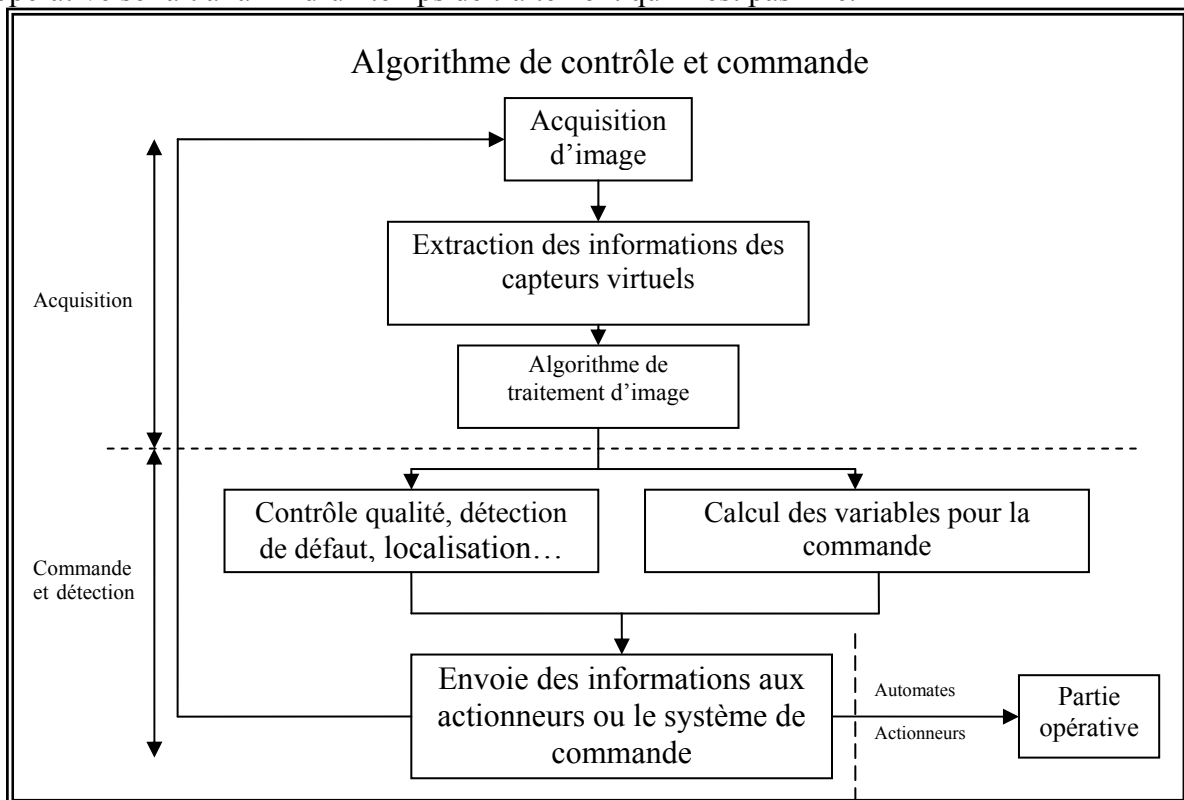 Algorithme de contrôle et commande
Acquisition
d’image
Extraction des informations des
capteurs virtuels
Acquisition
Algorithme de
traitement d’image
Contrôle qualité, détection
de défaut, localisation…
Calcul des variables pour la
commande
Commande
et détection
Envoie des informations aux
actionneurs ou le système de
commande
Automates
Actionneurs
Partie
opérative